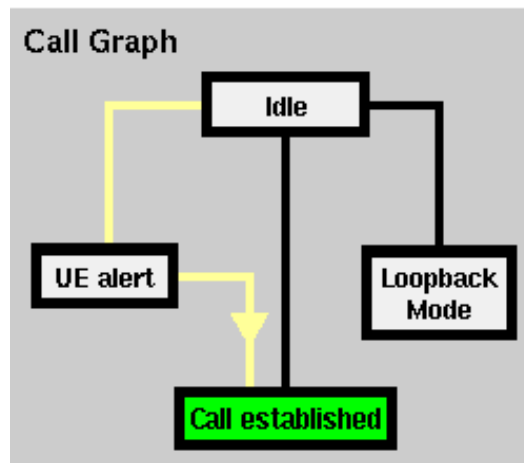 Call Graph
Idle
UE alert
Loopback
Mode
Call established